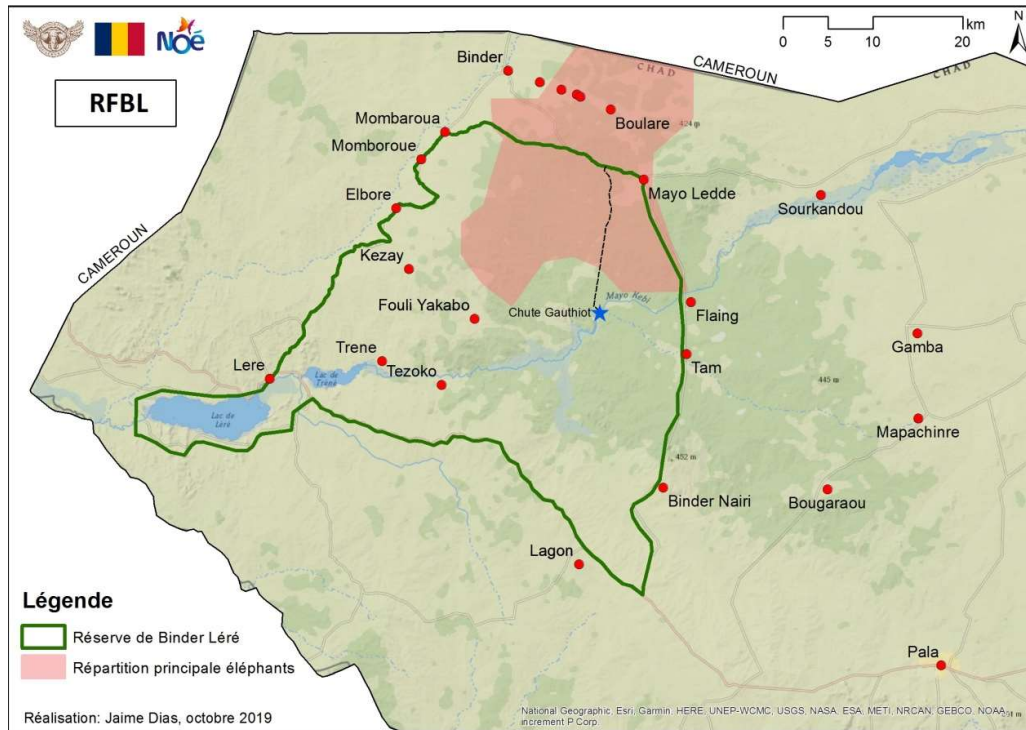 Noé
RFBL
N
km
0 5 10 20
CAMEROUN
CHAD
CHAD
Binder
Boulare
424 m
Mombaroua
Momboroue
Mayo Ledde
Elbore
Sourkandou
CAMEROUN
Kezay
Mayo Kebi
Fouli Yakabo
Chute Gauthiot
Flaing
Gamba
Trene
Tezoko
Tam
Lere
Lac de
Tréné
445 m
Lac de
Léré
Mapachinre
452 m
Binder Nairi
Bougaraou
Lagon
Pala
Légende
Réserve de Binder Léré
Répartition principale éléphants
Réalisation: Jaime Dias, octobre 2019
National Geographic, Esri, Garmin, HERE, UNEP-WCMC, USGS, NASA, ESA, METI, NRCAN, GEBCO, NOAA,
increment P Corp.